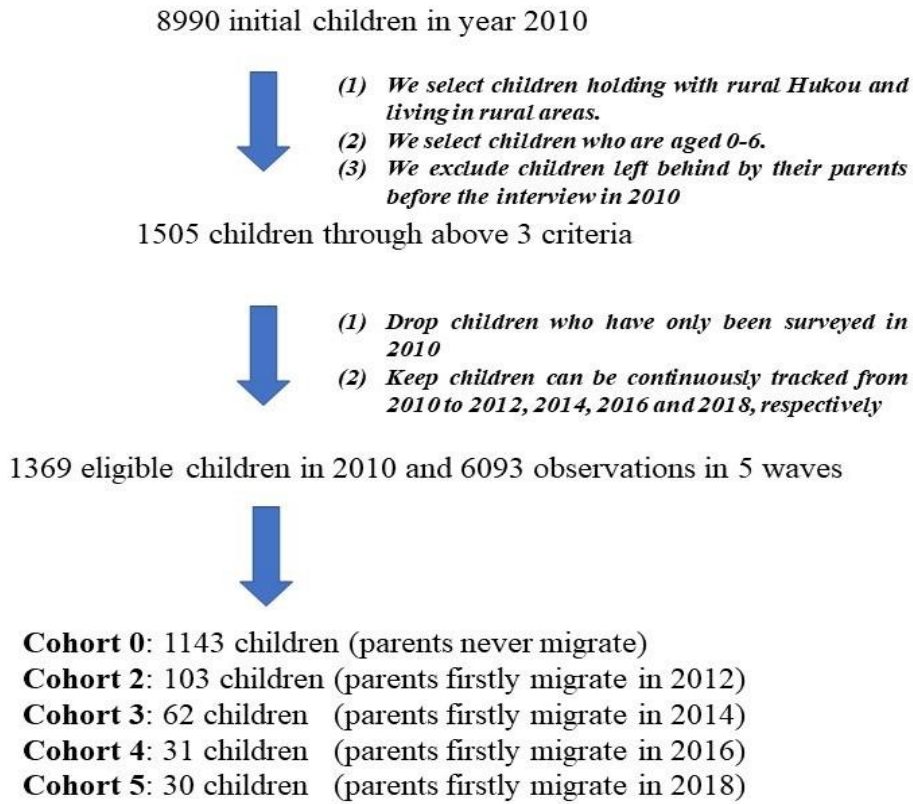 8990 initial children in year 2010
(1) We select children holding with rural Hukou and
living in rural areas.
(2) We select children who are aged 0-6.
(3) We exclude children left behind by their parents
before the interview in 2010
1505 children through above 3 criteria
(1) Drop children who have only been surveyed in
2010
(2) Keep children can be continuously tracked from
2010 to 2012, 2014, 2016 and 2018, respectively
1369 eligible children in 2010 and 6093 observations in 5 waves
Cohort 0: 1143 children (parents never migrate)
Cohort 2: 103 children (parents firstly migrate in 2012)
Cohort 3: 62 children (parents firstly migrate in 2014)
Cohort 4: 31 children (parents firstly migrate in 2016)
Cohort 5: 30 children (parents firstly migrate in 2018)